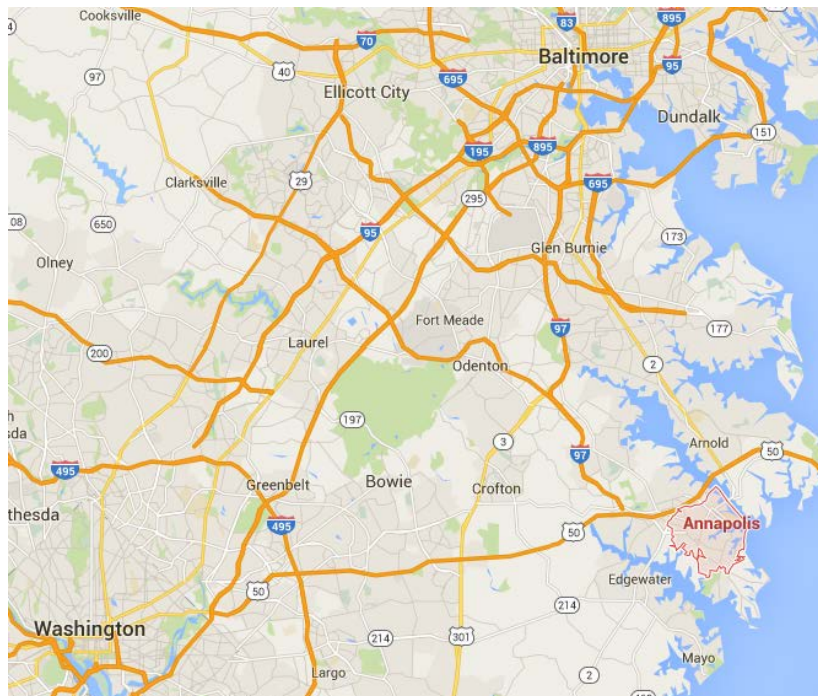 Cooksville
70
83
895
Baltimore
97
40
695
95
Ellicott City
Dundalk
151
195
895
Clarksville
29
695
295
08
650
95
Glen Burnie
173
Olney
Fort Meade
97
177
Laurel
200
Odenton
2
197
3
Arnold
50
495
97
Greenbelt
Bowie
Crofton
thesda
495
50
Annapolis
Edgewater
50
214
Washington
214
301
Largo
2
Mayo